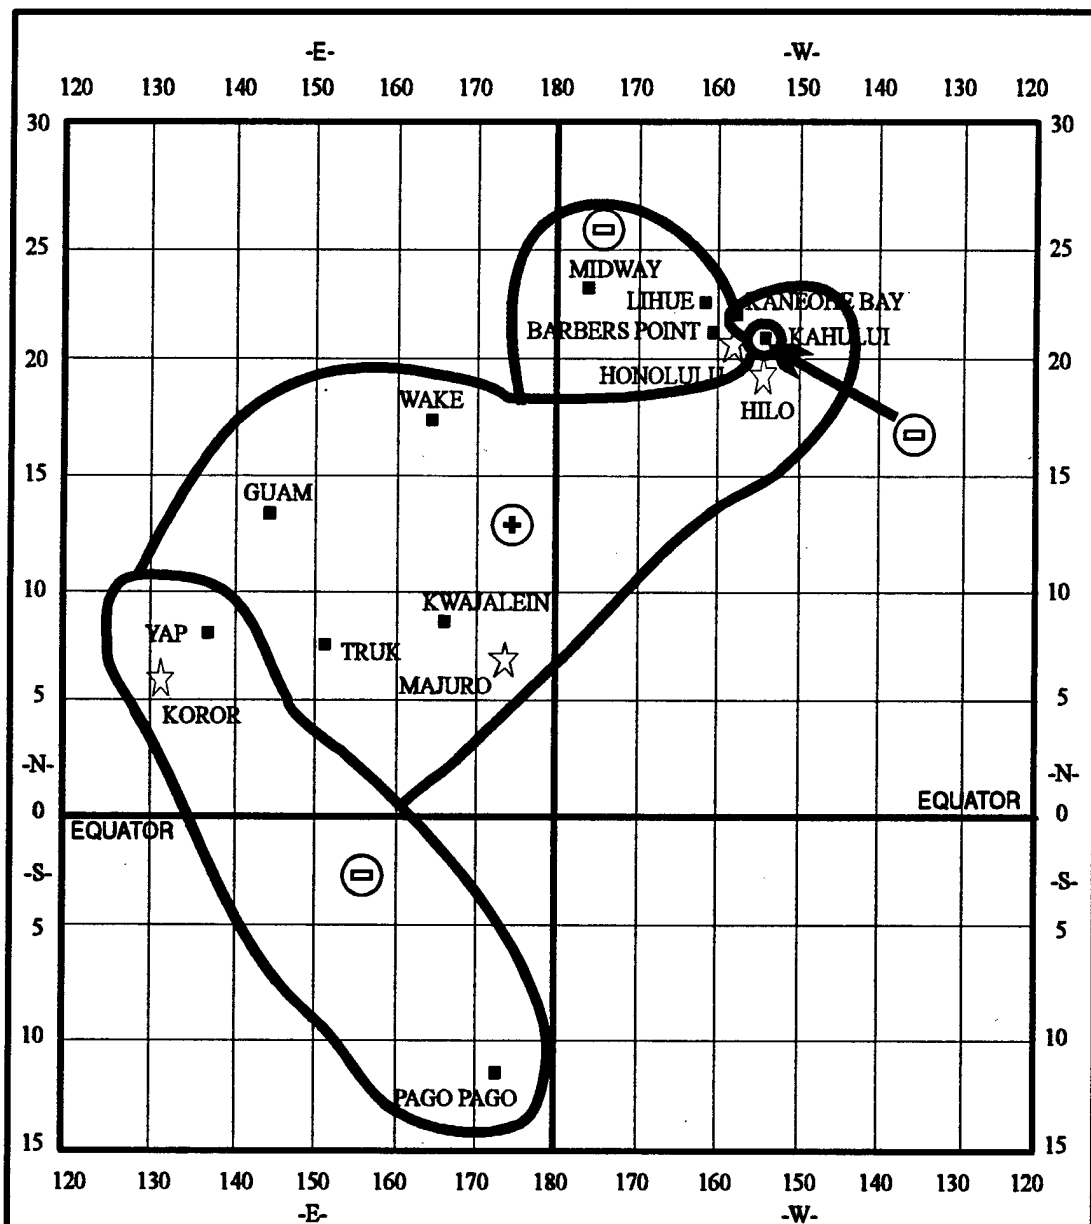 -E- -W-
120 130 140 150 160 170 180 170 160 150 140 130 120
30 30
25 25
MIDWAY
LIHUE KANEOHE BAY
BARBERS POINT KAHULUI
20 20
HONOLULU
WAKE HILO
15 15
GUAM
10 10
KWAJALEIN
YAP TRUK
MAJURO
5 5
KOROR
-N- -N-
0 EQUATOR 0
EQUATOR
-S- -S-
5 5
10 10
PAGO PAGO
15 15
120 130 140 150 160 170 180 170 160 150 140 130 120
-E- -W-